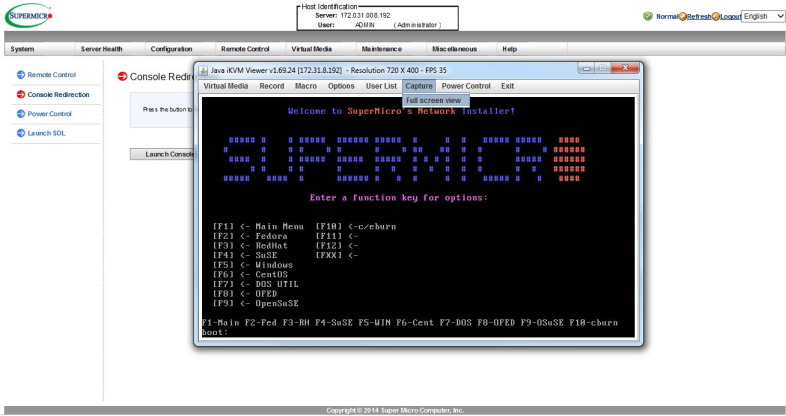 Host Identification
Server: 172.031.008.192
User: ADMIN (Administrator)
SUPERMICR
Normal Refresh Logout English
System Server Health Configuration Remote Control Virtual Media Maintenance Miscellaneous Help
Remote Control
Console Redirection
Power Control
Launch SOL
Console Redire
Press the button to
Launch Console
Java iKVM Viewer v1.69.24 [172.31.8.192] - Resolution 720 X 400 - FPS 35
Virtual Media Record Macro Options User List Capture Power Control Exit
Full screen view
Welcome to SuperMicro's Network Installer!
SUPERMICR
Enter a function key for options:
[F1] <- Main Menu [F10] <-c/eburn
[F2] <- Fedora [F11] <-
[F3] <- RedHat [F12] <-
[F4] <- SuSE [FXX] <-
[F5] <- Windows
[F6] <- CentOS
[F7] <- DOS UTIL
[F8] <- OFED
[F9] <- OpenSuSE
F1-Main F2-Fed F3-RH F4-SuSE F5-WIN F6-Cent F7-DOS F8-OFED F9-OSuSE F10-cburn
boot:
Copyright © 2014 Super Micro Computer, Inc.